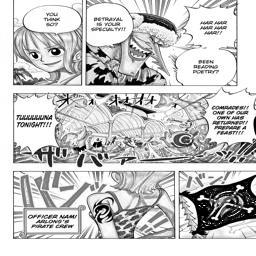 YOU
THINK
SO?
BETRAYAL
IS YOUR
SPECIALTY!!
HAR HAR
HAR HAR
HAR!!
BEEN
READING
POETRY?
TUUUUUUNA
TONIGHT!!!
COMRADES!!
ONE OF OUR
OWN HAS
RETURNED!!
PREPARE A
FEAST!!!
OFFICER NAMI
ARLONG'S
PIRATE CREW